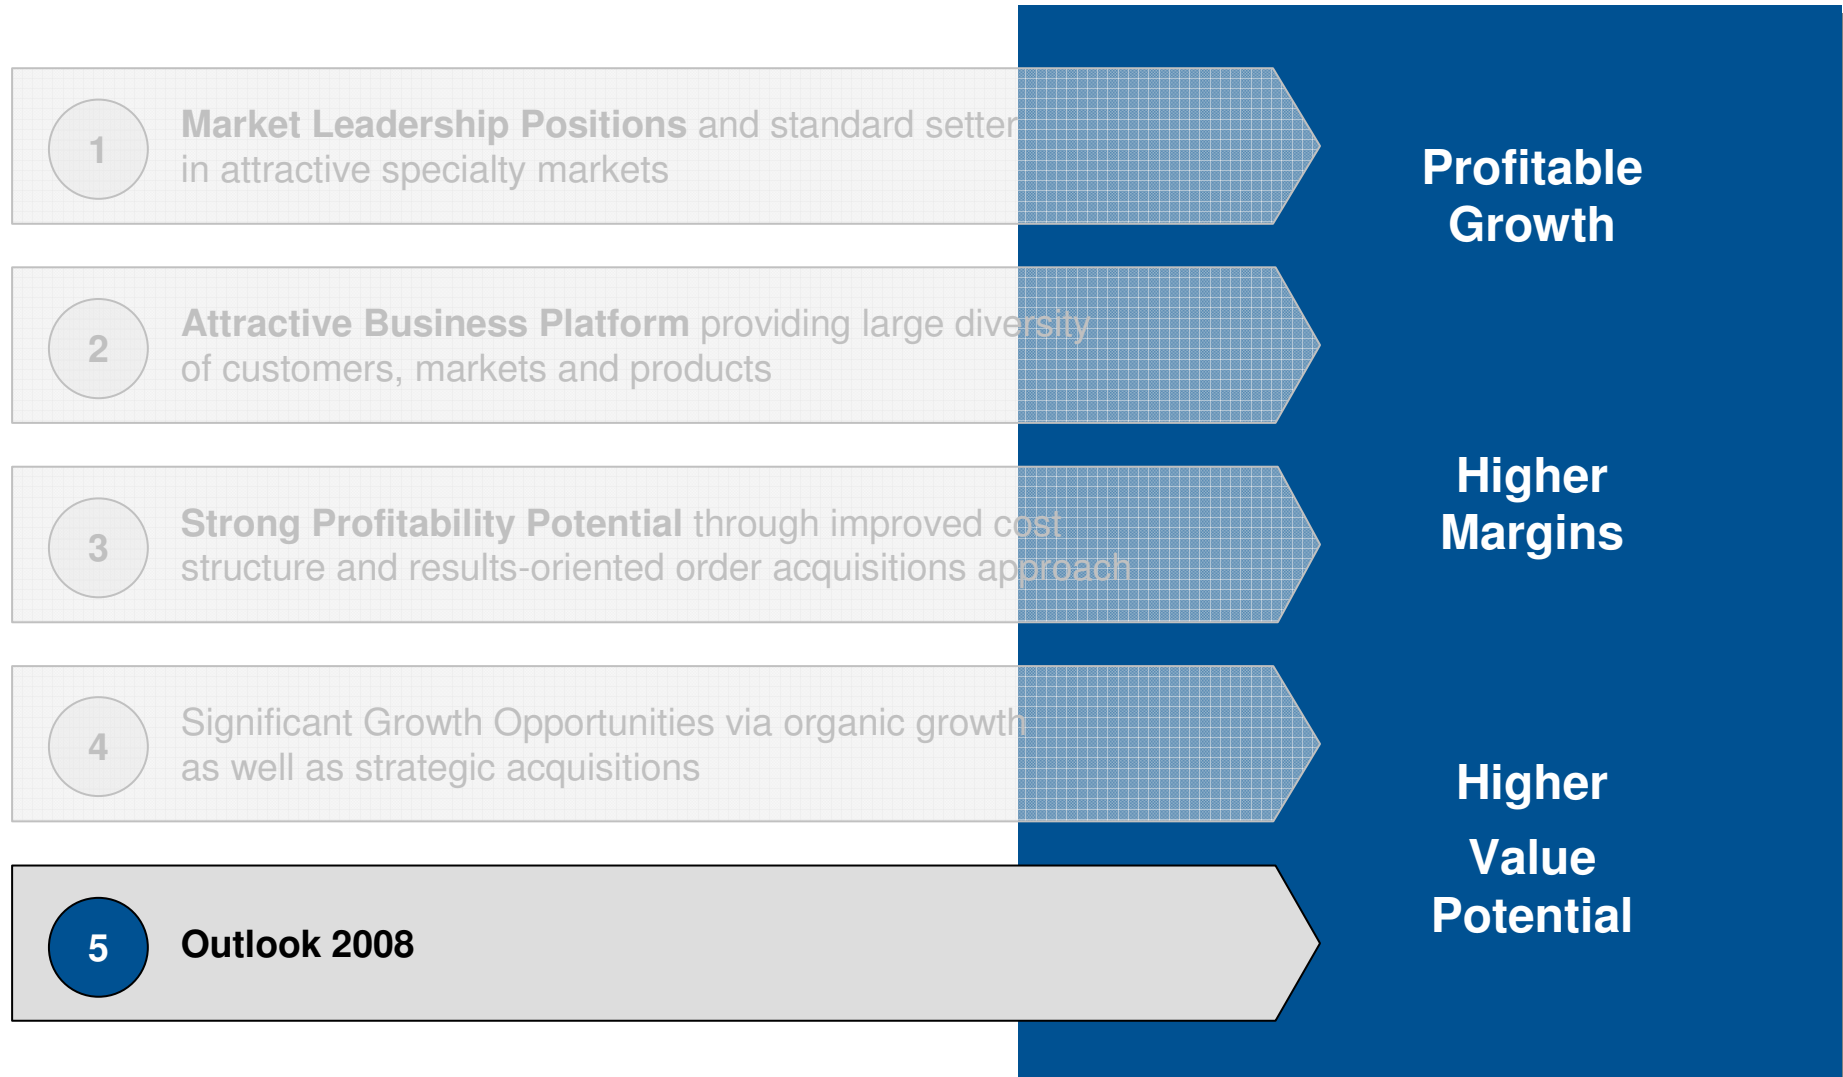 1
Market Leadership Positions and standard setter
in attractive specialty markets
2
Attractive Business Platform providing large diversity
of customers, markets and products
3
Strong Profitability Potential through improved cost
structure and results-oriented order acquisitions approach
4
Significant Growth Opportunities via organic growth
as well as strategic acquisitions
5
Outlook 2008
Profitable
Growth
Higher
Margins
Higher
Value
Potential